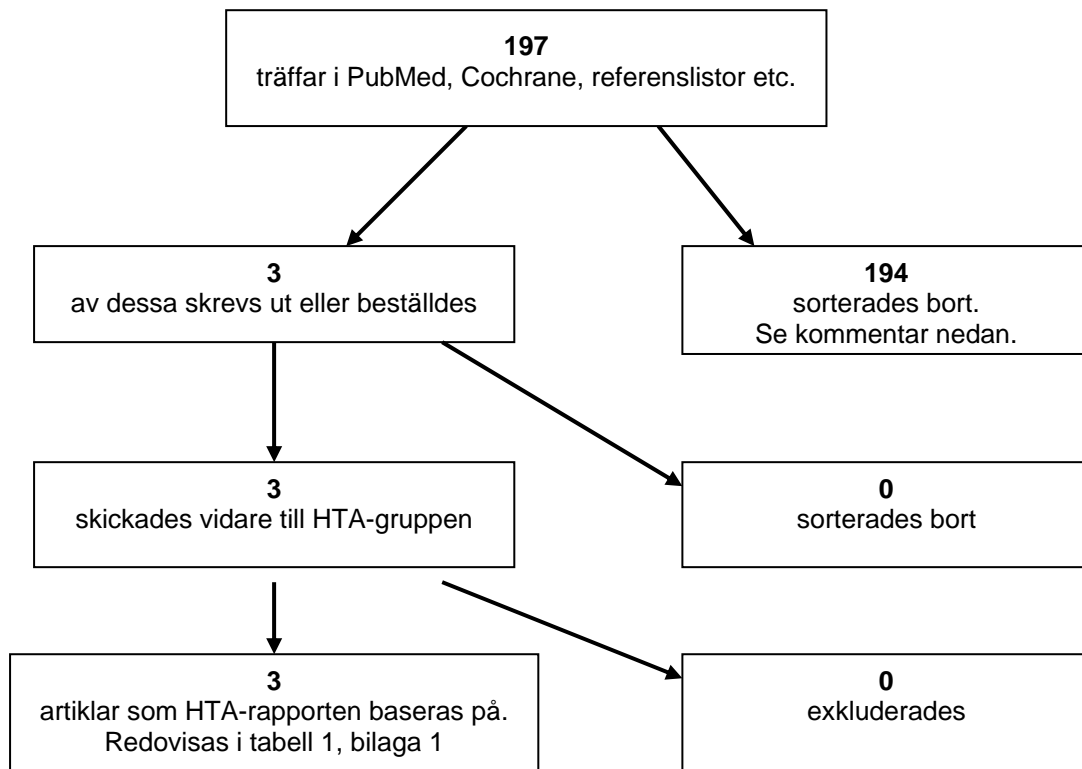 197
träffar i PubMed, Cochrane, referenslistor etc.
3
av dessa skrevs ut eller beställdes
194
sorterades bort.
Se kommentar nedan.
3
skickades vidare till HTA-gruppen
0
sorterades bort
3
artiklar som HTA-rapporten baseras på.
Redovisas i tabell 1, bilaga 1
0
exkluderades